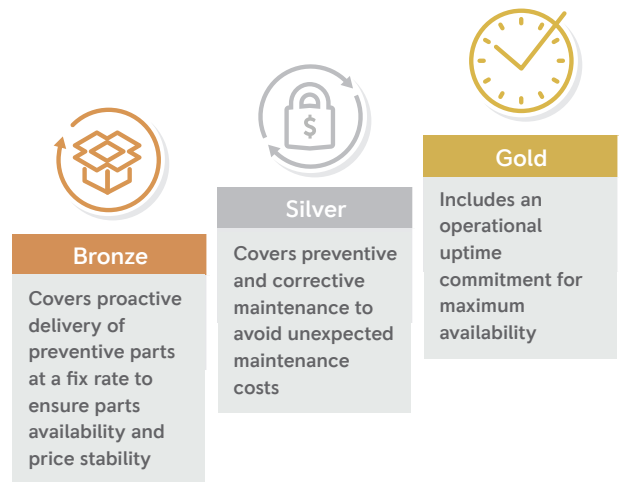 Bronze
Covers proactive
delivery of
preventive parts
at a fix rate to
ensure parts
availability and
price stability
$
Silver
Covers preventive
and corrective
maintenance to
avoid unexpected
maintenance
costs
Gold
Includes an
operational
uptime
commitment for
maximum
availability